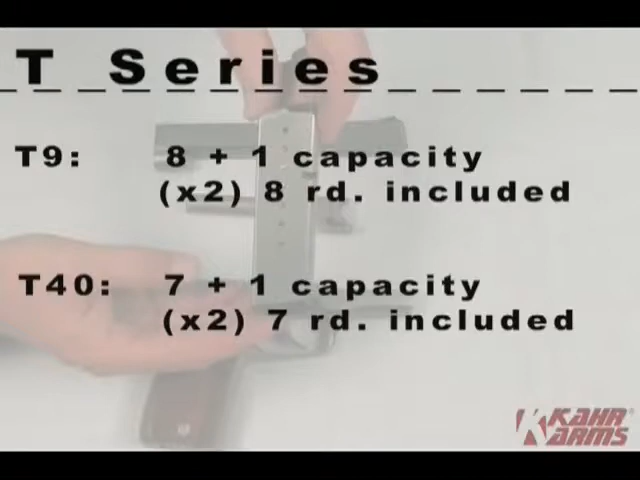 T Series
T9: 8 + 1 capacity
(x2) 8 rd. included
T40: 7 + 1 capacity
(x2) 7 rd. included
KAHR
ARMS